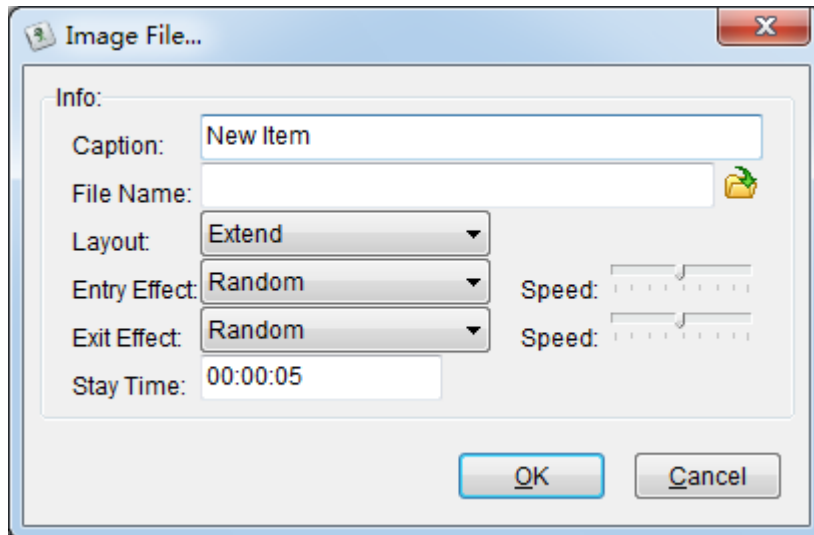 Image File...
Info:
Caption: New Item
File Name:
Layout: Extend
Entry Effect: Random Speed:
Exit Effect: Random Speed:
Stay Time: 00:00:05
OK Cancel